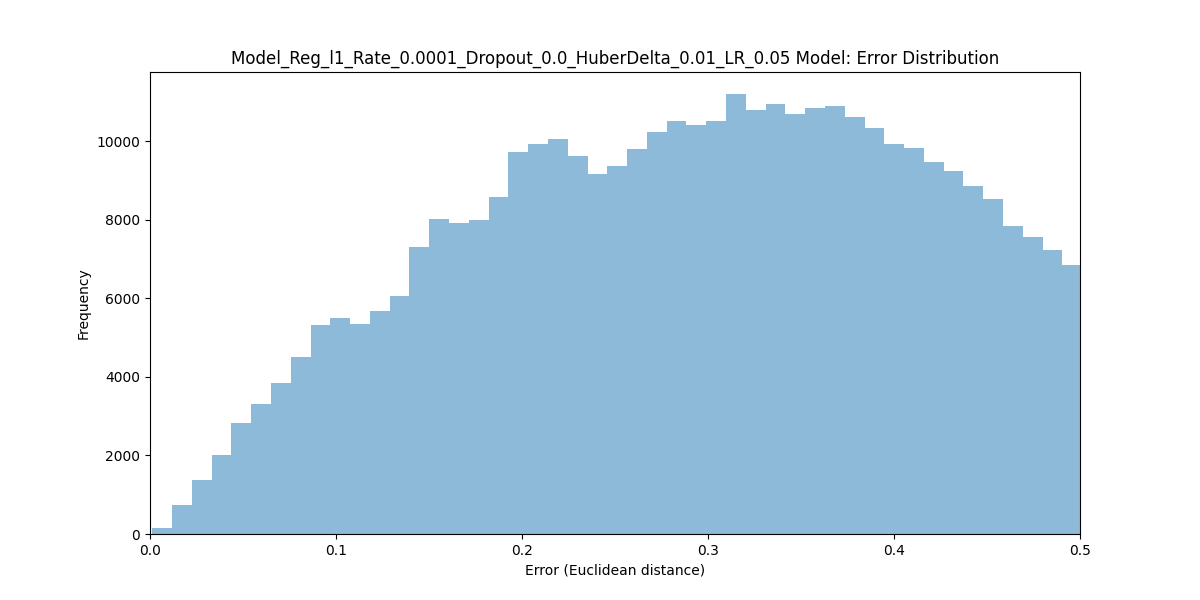 Model_Reg_l1_Rate_0.0001_Dropout_0.0_HuberDelta_0.01_LR_0.05 Model: Error Distribution
Frequency
10000
8000
6000
4000
2000
0
0.0 0.1 0.2 0.3 0.4 0.5
Error (Euclidean distance)